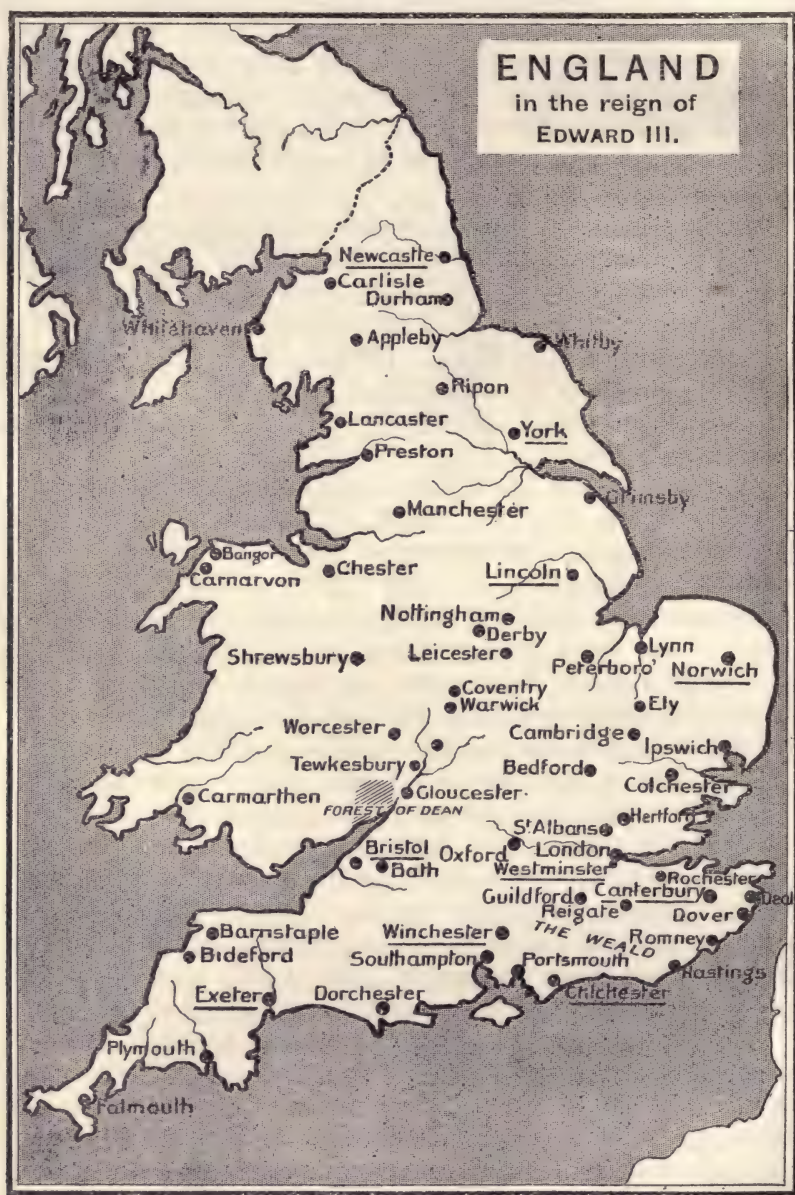 ENGLAND
in the reign of
EDWARD III.
Newcastle
Carlisle
Durham
Whitehaven
Appleby
Whitby
Ripon
Lancaster
York
Preston
Grimsby
Manchester
Bangor
Carnarvon
Chester
Lincoln
Nottingham
Derby
Lynn
Shrewsbury
Leicester
Peterboro'
Norwich
Coventry
Warwick
Ely
Worcester
Cambridge
Ipswich
Tewkesbury
Bedford
Colchester
Carmarthen
Gloucester
FOREST OF DEAN
Hertford
St Albans
Bristol
Oxford
London
Bath
Westminster
Rochester
Guildford
Canterbury
Deal
Reigate
Dover
Barnstaple
Winchester
THE WEALD
Romney
Bideford
Southampton
Portsmouth
Hastings
Exeter
Dorchester
Chichester
Plymouth
Falmouth